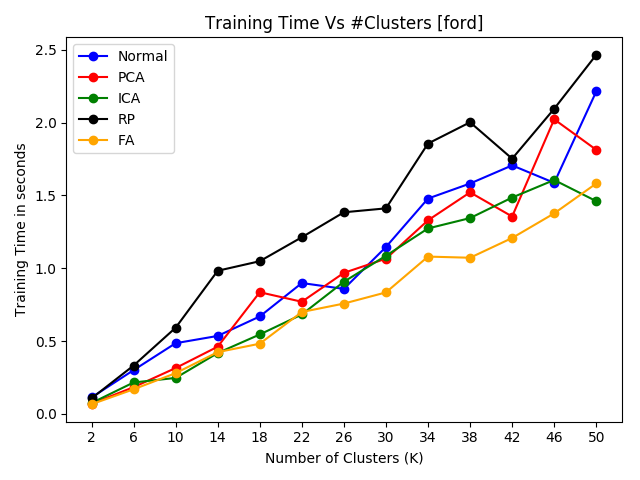 Training Time Vs #Clusters [ford]
Normal
PCA
ICA
RP
FA
Training Time in seconds
2.5
2.0
1.5
1.0
0.5
0.0
2 6 10 14 18 22 26 30 34 38 42 46 50
Number of Clusters (K)